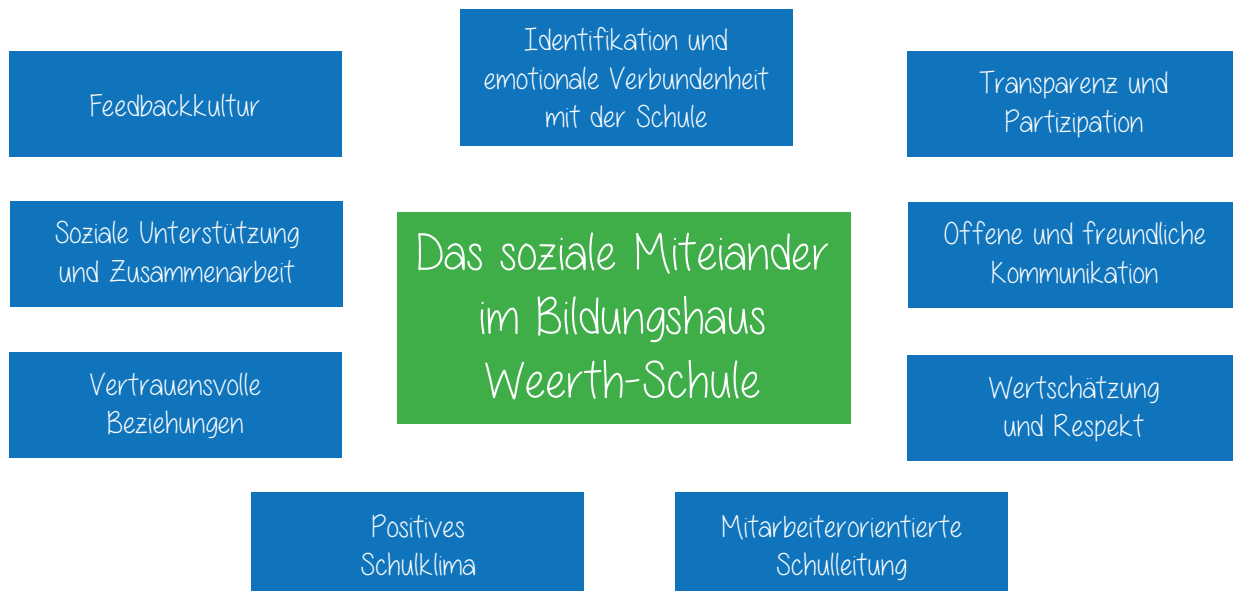 Identifikation und
emotionale Verbundenheit
mit der Schule
Feedbackkultur
Transparenz und
Partizipation
Soziale Unterstützung
und Zusammenarbeit
Das soziale Miteiander
im Bildungshaus
Weerth-Schule
Offene und freundliche
Kommunikation
Vertrauensvolle
Beziehungen
Wertschätzung
und Respekt
Positives
Schulklima
Mitarbeiterorientierte
Schulleitung